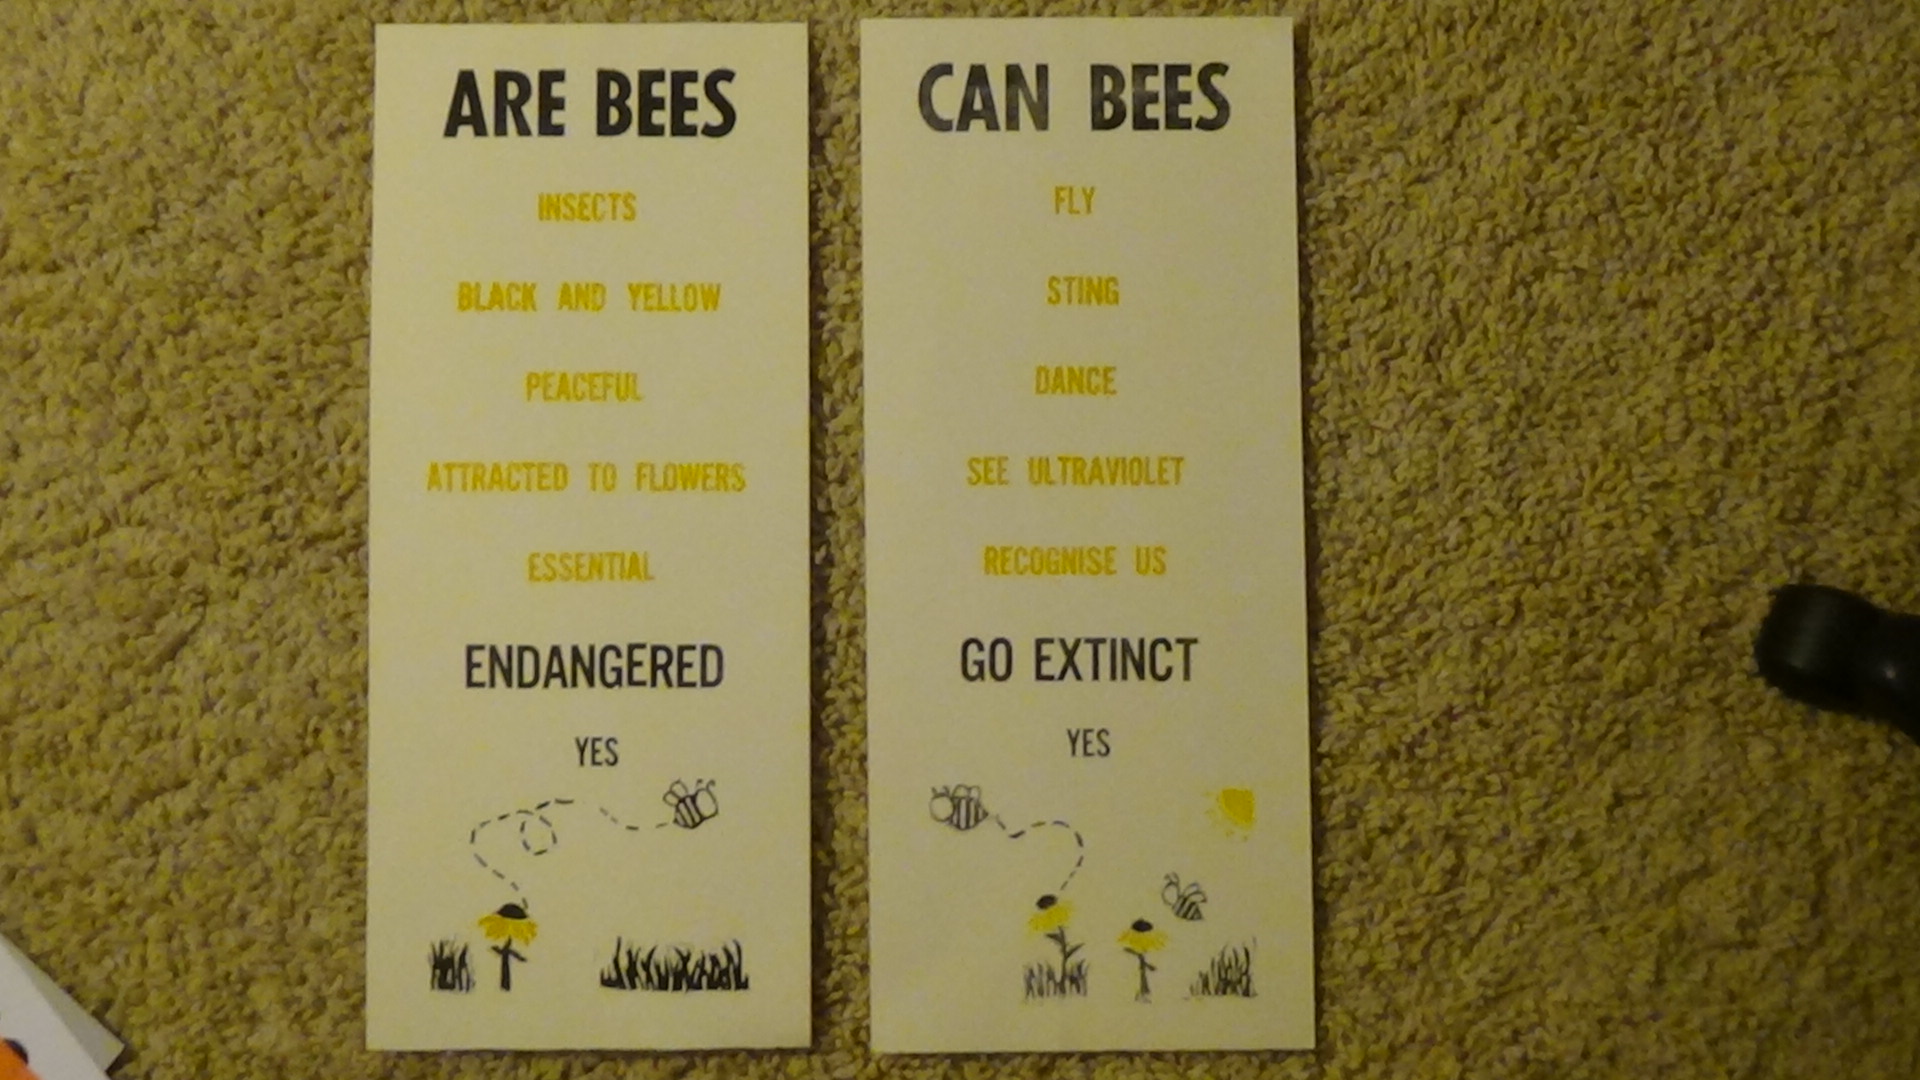 ARE BEES
INSECTS
BLACK AND YELLOW
PEACEFUL
ATTRACTED TO FLOWERS
ESSENTIAL
ENDANGERED
YES
CAN BEES
FLY
STING
DANCE
SEE ULTRAVIOLET
RECOGNISE US
GO EXTINCT
YES